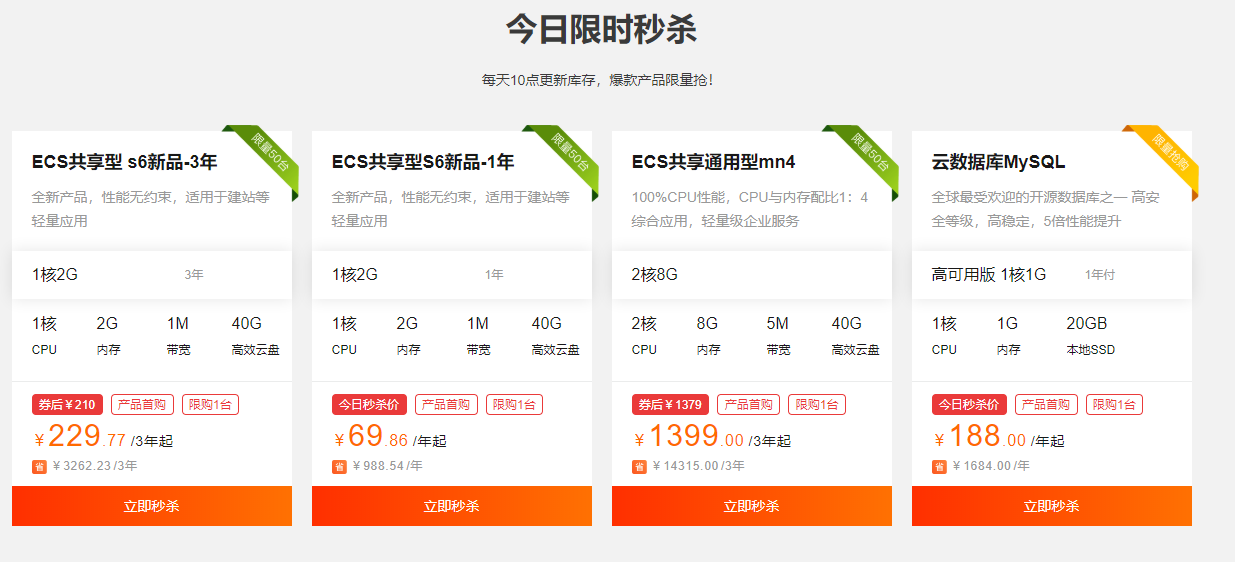 今日限时秒杀
每天10点更新库存，爆款产品限量抢！
限量50台
ECS共享型 s6新品-3年
全新产品，性能无约束，适用于建站等
轻量应用
1核2G 3年
1核 2G 1M 40G
CPU 内存 带宽 高效云盘
券后￥210 产品首购 限购1台
￥229.77 /3年起
省 ￥3262.23/3年
立即秒杀
限量50台
ECS共享型S6新品-1年
全新产品，性能无约束，适用于建站等
轻量应用
1核2G 1年
1核 2G 1M 40G
CPU 内存 带宽 高效云盘
今日秒杀价 产品首购 限购1台
￥69.86 /年起
省 ￥988.54/年
立即秒杀
限量50台
ECS共享通用型mn4
100%CPU性能，CPU与内存配比1：4
综合应用，轻量级企业服务
2核8G
2核 8G 5M 40G
CPU 内存 带宽 高效云盘
券后￥1379 产品首购 限购1台
￥1399.00 /3年起
省 ￥14315.00/3年
立即秒杀
限量抢购
云数据库MySQL
全球最受欢迎的开源数据库之一 高安
全等级，高稳定，5倍性能提升
高可用版 1核1G 1年付
1核 1G 20GB
CPU 内存 本地SSD
今日秒杀价 产品首购 限购1台
￥188.00 /年起
省 ￥1684.00/年
立即秒杀